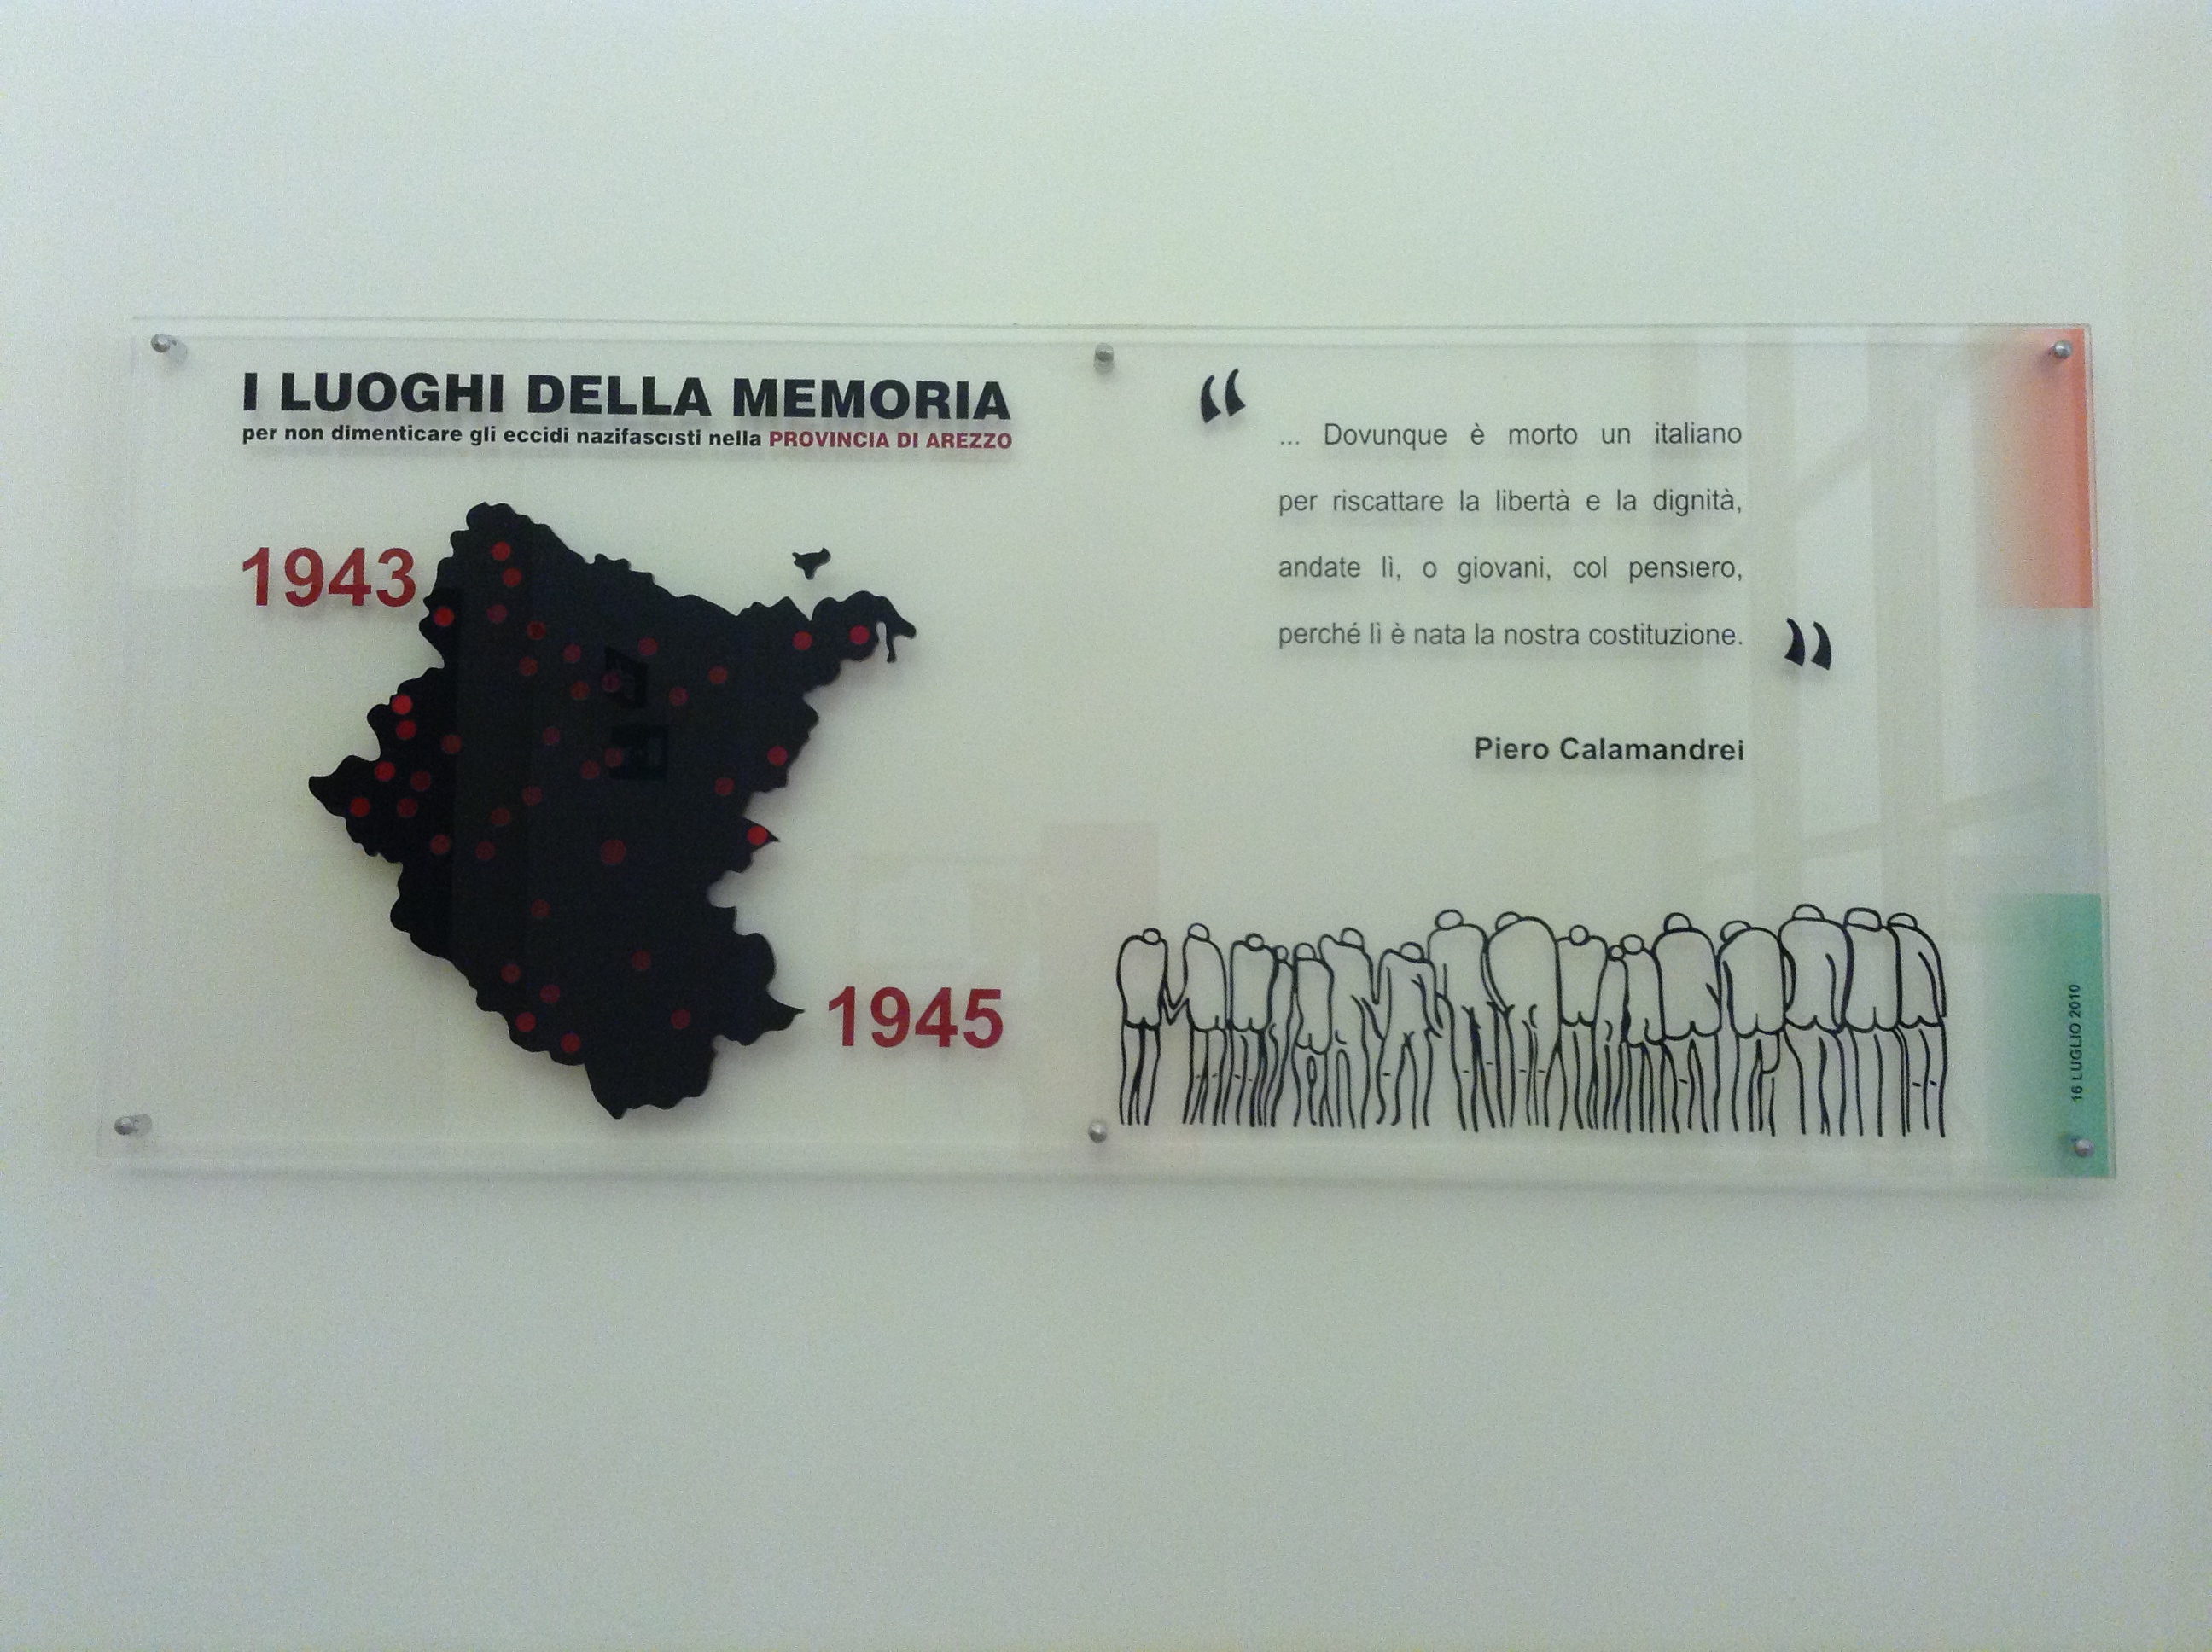 I LUOGHI DELLA MEMORIA
per non dimenticare gli eccidi nazifascisti nella PROVINCIA DI AREZZO
1943
1945
“
... Dovunque è morto un italiano
per riscattare la libertà e la dignità,
andate lì, o giovani, col pensiero,
perché lì è nata la nostra costituzione.
”
Piero Calamandrei
16 LUGLIO 2010